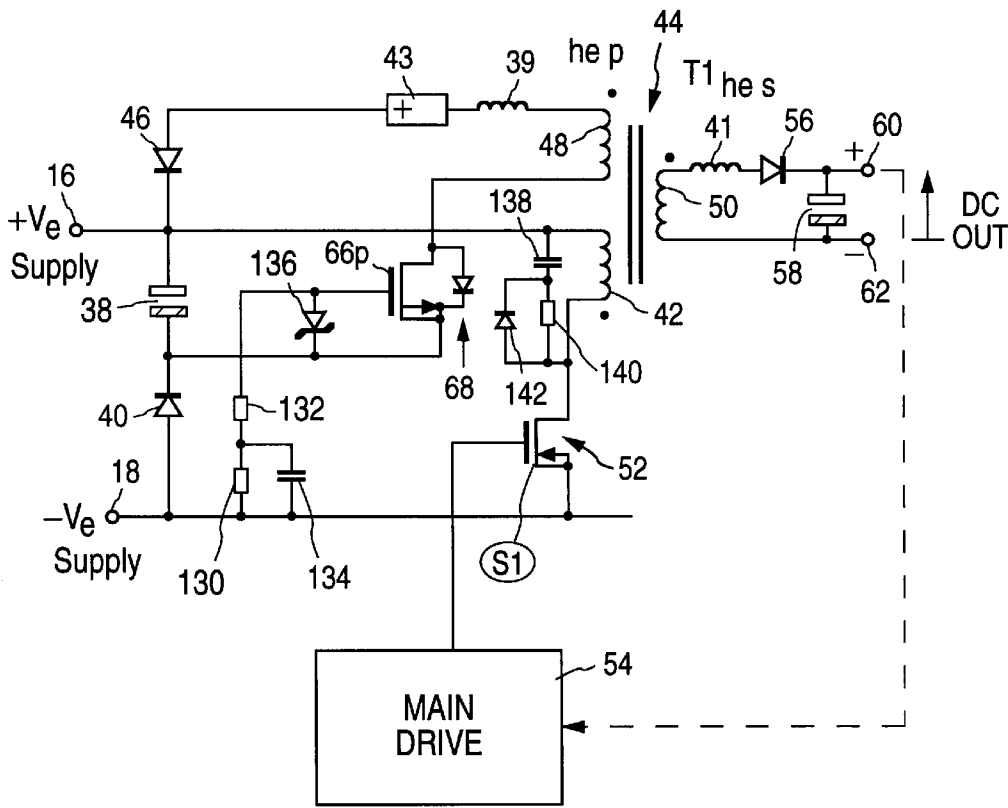 44
43
39
he p
T1 he s
46
+
48
41
56
60
16
+
+Ve
Supply
138
50
DC
OUT
136
66p
58
−
62
38
42
68
142
140
40
132
52
18
−Ve
Supply
S1
130
134
54
MAIN
DRIVE